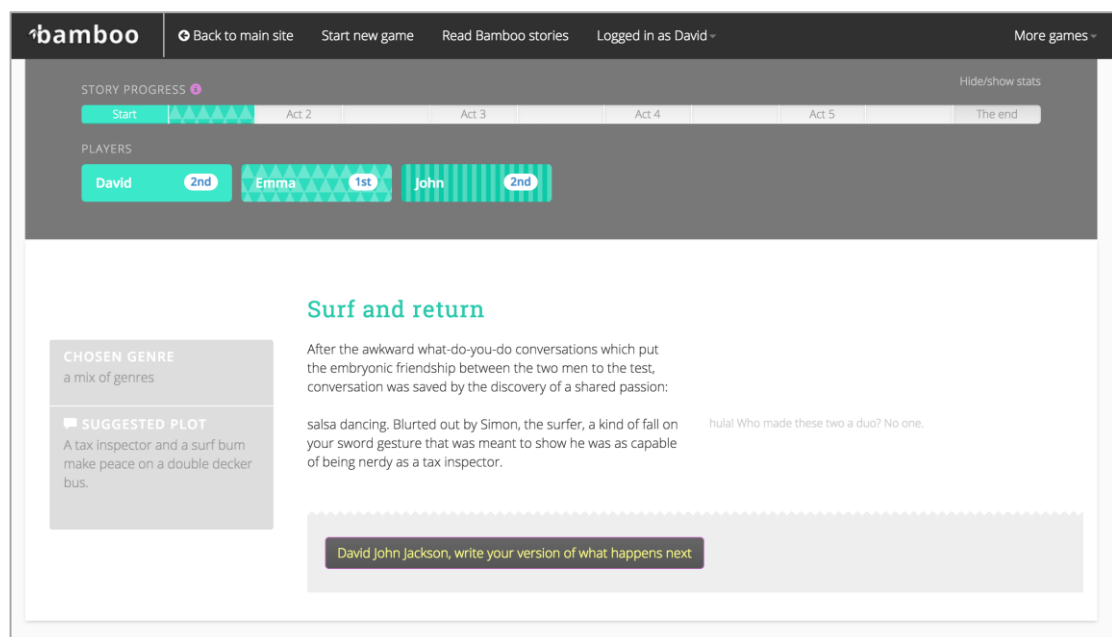 bamboo
Back to main site
Start new game
Read Bamboo stories
Logged in as David
More games
STORY PROGRESS
Hide/show stats
Start
Act 2
Act 3
Act 4
Act 5
The end
PLAYERS
David
2nd
Emma
1st
John
2nd
CHOSEN GENRE
a mix of genres
SUGGESTED PLOT
A tax inspector and a surf bum
make peace on a double decker
bus.
Surf and return
After the awkward what-do-you-do conversations which put
the embryonic friendship between the two men to the test,
conversation was saved by the discovery of a shared passion:
salsa dancing. Blurted out by Simon, the surfer, a kind of fall on
your sword gesture that was meant to show he was as capable
of being nerdy as a tax inspector.
hula! Who made these two a duo? No one.
David John Jackson, write your version of what happens next